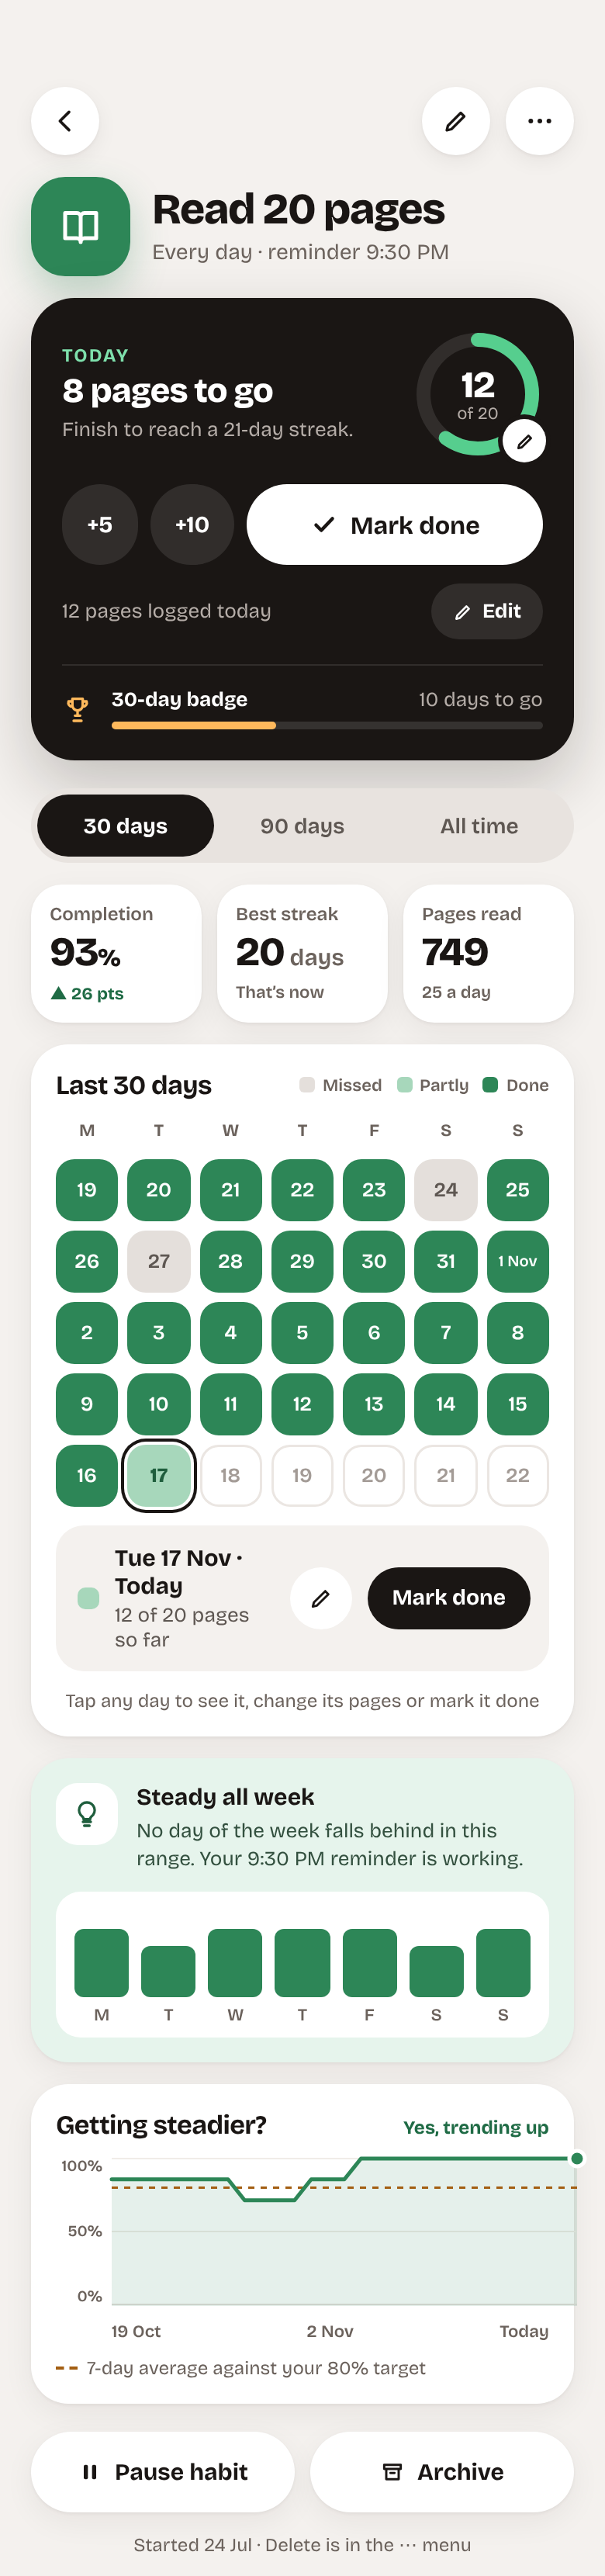 Read 20 pages
Every day · reminder 9:30 PM
TODAY
8 pages to go
Finish to reach a 21-day streak.
12
of 20
+5
+10
Mark done
12 pages logged today
Edit
30-day badge
10 days to go
30 days
90 days
All time
Completion
93%
▲ 26 pts
Best streak
20 days
That's now
Pages read
749
25 a day
Last 30 days
Missed
Partly
Done
M T W T F S S
19 20 21 22 23 24 25
26 27 28 29 30 31 1 Nov
2 3 4 5 6 7 8
9 10 11 12 13 14 15
16 17 18 19 20 21 22
Tue 17 Nov ·
Today
12 of 20 pages
so far
Mark done
Tap any day to see it, change its pages or mark it done
Steady all week
No day of the week falls behind in this
range. Your 9:30 PM reminder is working.
M T W T F S S
Getting steadier?
Yes, trending up
100%
50%
0%
19 Oct
2 Nov
Today
7-day average against your 80% target
Pause habit
Archive
Started 24 Jul · Delete is in the ··· menu